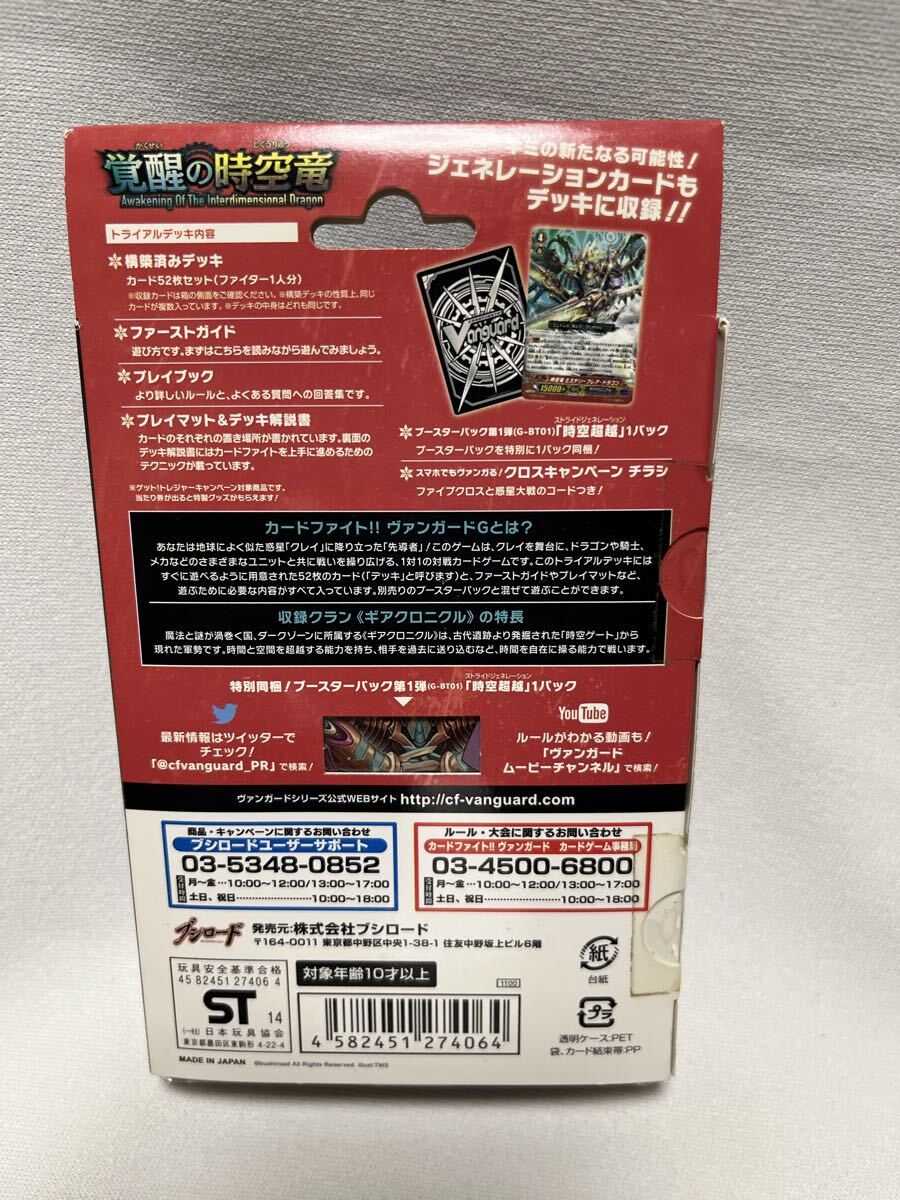 かくせい じくうりゅう
覚醒の時空竜
Awakening Of The Interdimensional Dragon
キミの新たなる可能性！
ジェネレーションカードも
デッキに収録！！
トライアルデッキ内容
構築済みデッキ
カード52枚セット（ファイター1人分）
※収録カードは箱の側面をご確認ください。※構築デッキの性質上、同じ
カードが複数入っています。※デッキの中身はどれも同じです。
ファーストガイド
遊び方です。まずはこちらを読みながら遊んでみましょう。
プレイブック
より詳しいルールと、よくある質問への回答集です。
プレイマット＆デッキ解説書
カードのそれぞれの置き場所が書かれています。裏面の
デッキ解説書にはカードファイトを上手に進めるための
テクニックが載っています。
※ゲット！トレジャーキャンペーン対象商品です。
当たり券が出ると特製グッズがもらえます！
Vanguard
4
時空竜 ミステリーフレア・ドラゴン
15000+
ストライドジェネレーション
ブースターパック第1弾(G-BT01)「時空超越」1パック
ブースターパックを特別に1パック同梱！
スマホでもヴァンガる！クロスキャンペーン チラシ
ファイブクロスと惑星大戦のコードつき！
カードファイト!! ヴァンガードGとは？
あなたは地球によく似た惑星「クレイ」に降り立った「先導者」！このゲームは、クレイを舞台に、ドラゴンや騎士、
メカなどのさまざまなユニットと共に戦いを繰り広げる、1対1の対戦カードゲームです。このトライアルデッキには
すぐに遊べるように用意された52枚のカード（「デッキ」と呼びます）と、ファーストガイドやプレイマットなど、
遊ぶために必要な内容がすべて入っています。別売りのブースターパックと混ぜて遊ぶことができます。
収録クラン《ギアクロニクル》の特長
魔法と謎が渦巻く国、ダークゾーンに所属する《ギアクロニクル》は、古代遺跡より発掘された「時空ゲート」から
現れた軍勢です。時間と空間を超越する能力を持ち、相手を過去に送り込むなど、時間を自在に操る能力で戦います。
ストライドジェネレーション
特別同梱！ブースターパック第1弾(G-BT01)「時空超越」1パック
最新情報はツイッターで
チェック！
「@cfvanguard_PR」で検索！
YouTube
ルールがわかる動画も！
「ヴァンガード
ムービーチャンネル」で検索！
ヴァンガードシリーズ公式WEBサイト http://cf-vanguard.com
商品・キャンペーンに関するお問い合わせ
ブシロードユーザーサポート
03-5348-0852
受付時間
月～金…10:00～12:00/13:00～17:00
土日、祝日………10:00～18:00
ルール・大会に関するお問い合わせ
カードファイト!! ヴァンガード カードゲーム事務局
03-4500-6800
受付時間
月～金…10:00～12:00/13:00～17:00
土日、祝日………10:00～18:00
ブシロード
発売元：株式会社ブシロード
〒164-0011 東京都中野区中央1-38-1 住友中野坂上ビル6階
玩具安全基準合格
45 82451 27406 4
ST 14
(一社)日本玩具協会
東京都墨田区東駒形4-22-4
MADE IN JAPAN
対象年齢10才以上
1100
4 582451 274064
©bushiroad All Rights Reserved. illust:TMS
紙
台紙
プラ
透明ケース:PET
袋、カード結束帯:PP